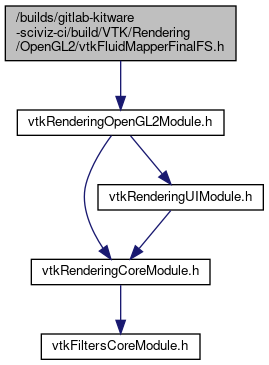 /builds/gitlab-kitware
-sciviz-ci/build/VTK/Rendering
/OpenGL2/vtkFluidMapperFinalFS.h
vtkRenderingOpenGL2Module.h
vtkRenderingUIModule.h
vtkRenderingCoreModule.h
vtkFiltersCoreModule.h